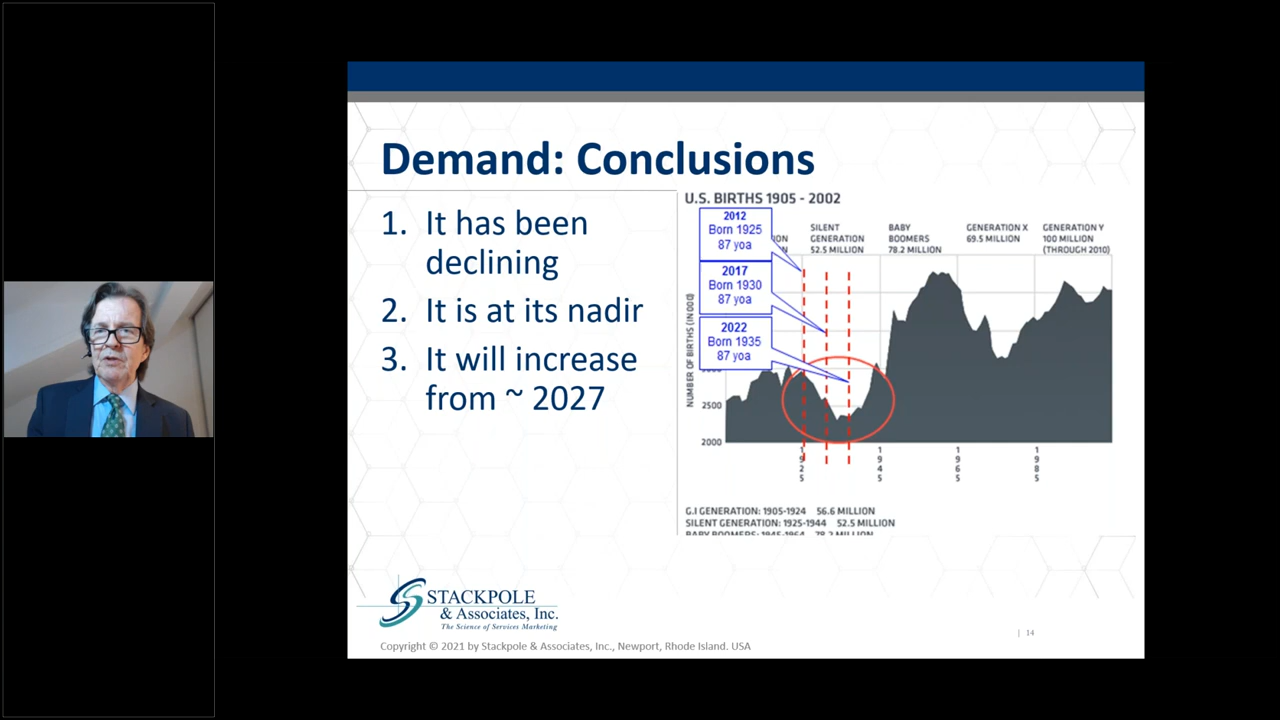 Demand: Conclusions
1. It has been
declining
2. It is at its nadir
3. It will increase
from ~ 2027
U.S. BIRTHS 1905 - 2002
2012
Born 1925
87 yoa
2017
Born 1930
87 yoa
2022
Born 1935
87 yoa
SILENT
GENERATION
52.5 MILLION
BABY
BOOMERS
78.2 MILLION
GENERATION X
69.5 MILLION
GENERATION Y
100 MILLION
(THROUGH 2010)
NUMBER OF BIRTHS (IN 000)
2500
2000
1925
1945
1965
1985
G.I GENERATION: 1905-1924 56.6 MILLION
SILENT GENERATION: 1925-1944 52.5 MILLION
BABY BOOMERS: 1945-1964 78.2 MILLION
STACKPOLE
& Associates, Inc.
The Science of Services Marketing
| 14
Copyright © 2021 by Stackpole & Associates, Inc., Newport, Rhode Island. USA